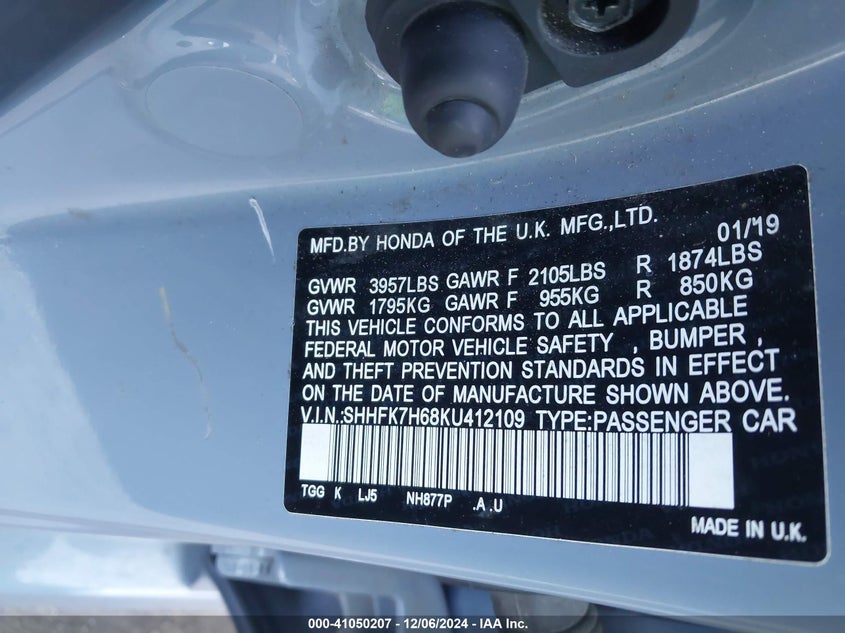 MFD.BY HONDA OF THE U.K. MFG.,LTD. 01/19
GVWR 3957LBS GAWR F 2105LBS R 1874LBS
GVWR 1795KG GAWR F 955KG R 850KG
THIS VEHICLE CONFORMS TO ALL APPLICABLE
FEDERAL MOTOR VEHICLE SAFETY , BUMPER ,
AND THEFT PREVENTION STANDARDS IN EFFECT
ON THE DATE OF MANUFACTURE SHOWN ABOVE.
V.I.N.:SHHFK7H68KU412109 TYPE:PASSENGER CAR
TGG K LJ5 NH877P .A .U
MADE IN U.K.
000-41050207 - 12/06/2024 - IAA Inc.